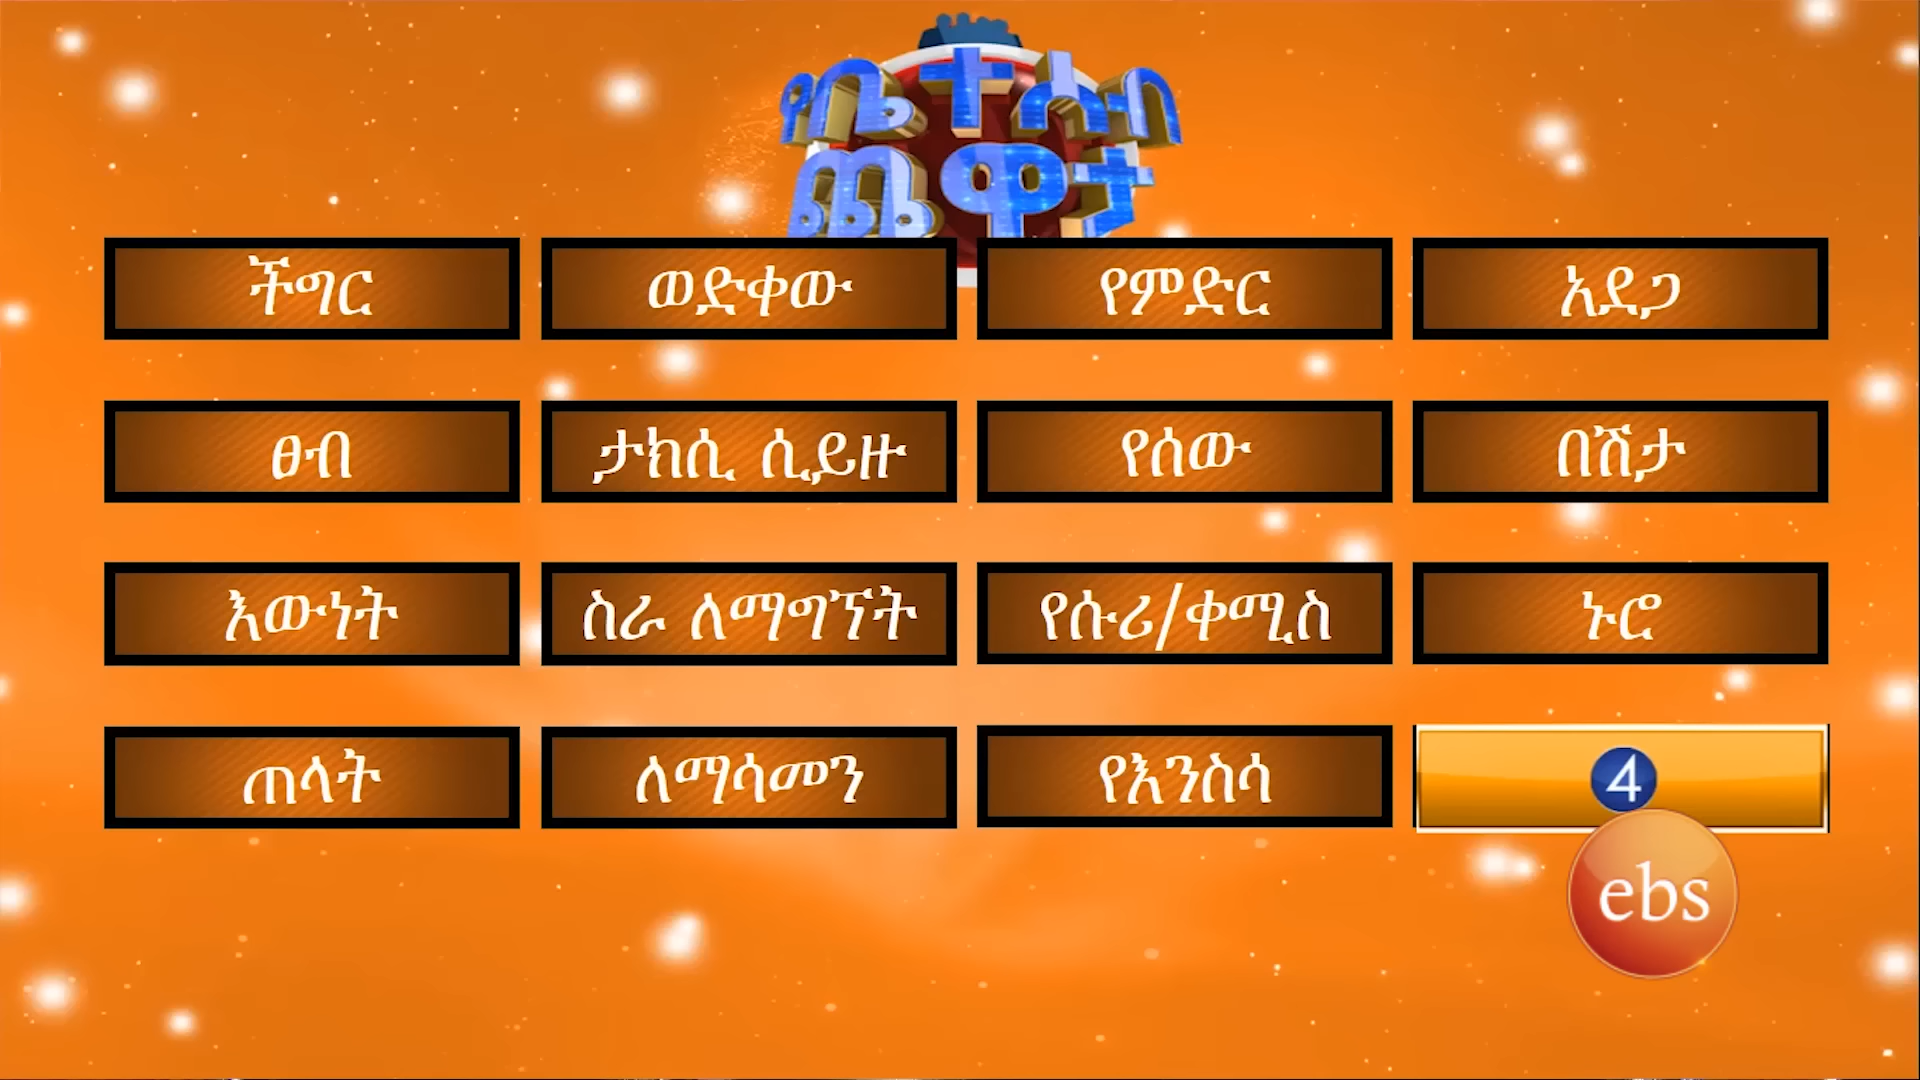 የቤተሰብ
ጨዋታ
ችግር
ወድቀው
የምድር
አደጋ
ፀብ
ታክሲ ሲይዙ
የሰው
በሽታ
እውነት
ስራ ለማግኘት
የሱሪ/ቀሚስ
ኑሮ
ጠላት
ለማሳመን
የእንስሳ
4
ebs